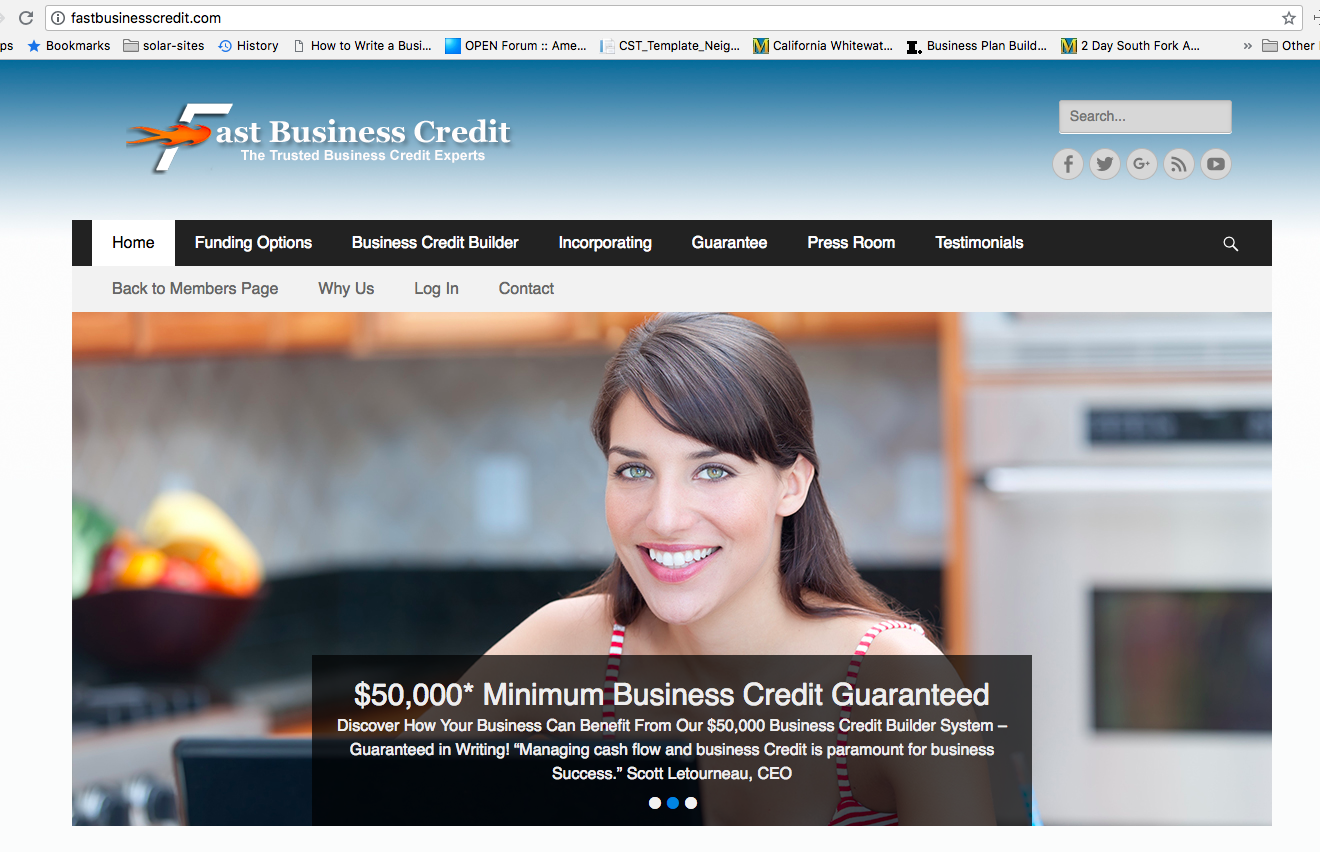 fastbusinesscredit.com
ps Bookmarks solar-sites History How to Write a Busi... OPEN Forum :: Ame... CST_Template_Neig... California Whitewat... Business Plan Build... 2 Day South Fork A... » Other
Fast Business Credit
The Trusted Business Credit Experts
Search...
Home Funding Options Business Credit Builder Incorporating Guarantee Press Room Testimonials
Back to Members Page Why Us Log In Contact
$50,000* Minimum Business Credit Guaranteed
Discover How Your Business Can Benefit From Our $50,000 Business Credit Builder System –
Guaranteed in Writing! “Managing cash flow and business Credit is paramount for business
Success.” Scott Letourneau, CEO